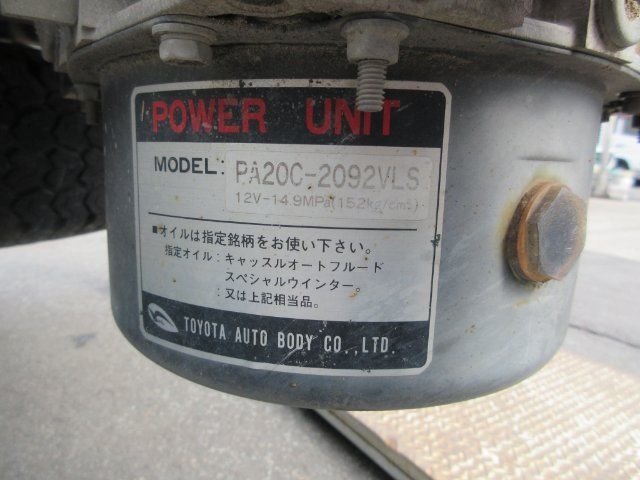 POWER UNIT
MODEL: PA20C-2092VLS
12V-14.9MPa(152kg/cm²)
■オイルは指定銘柄をお使い下さい。
指定オイル:キャッスルオートフルード
スペシャルウインター。
:又は上記相当品。
TOYOTA AUTO BODY CO.,LTD.